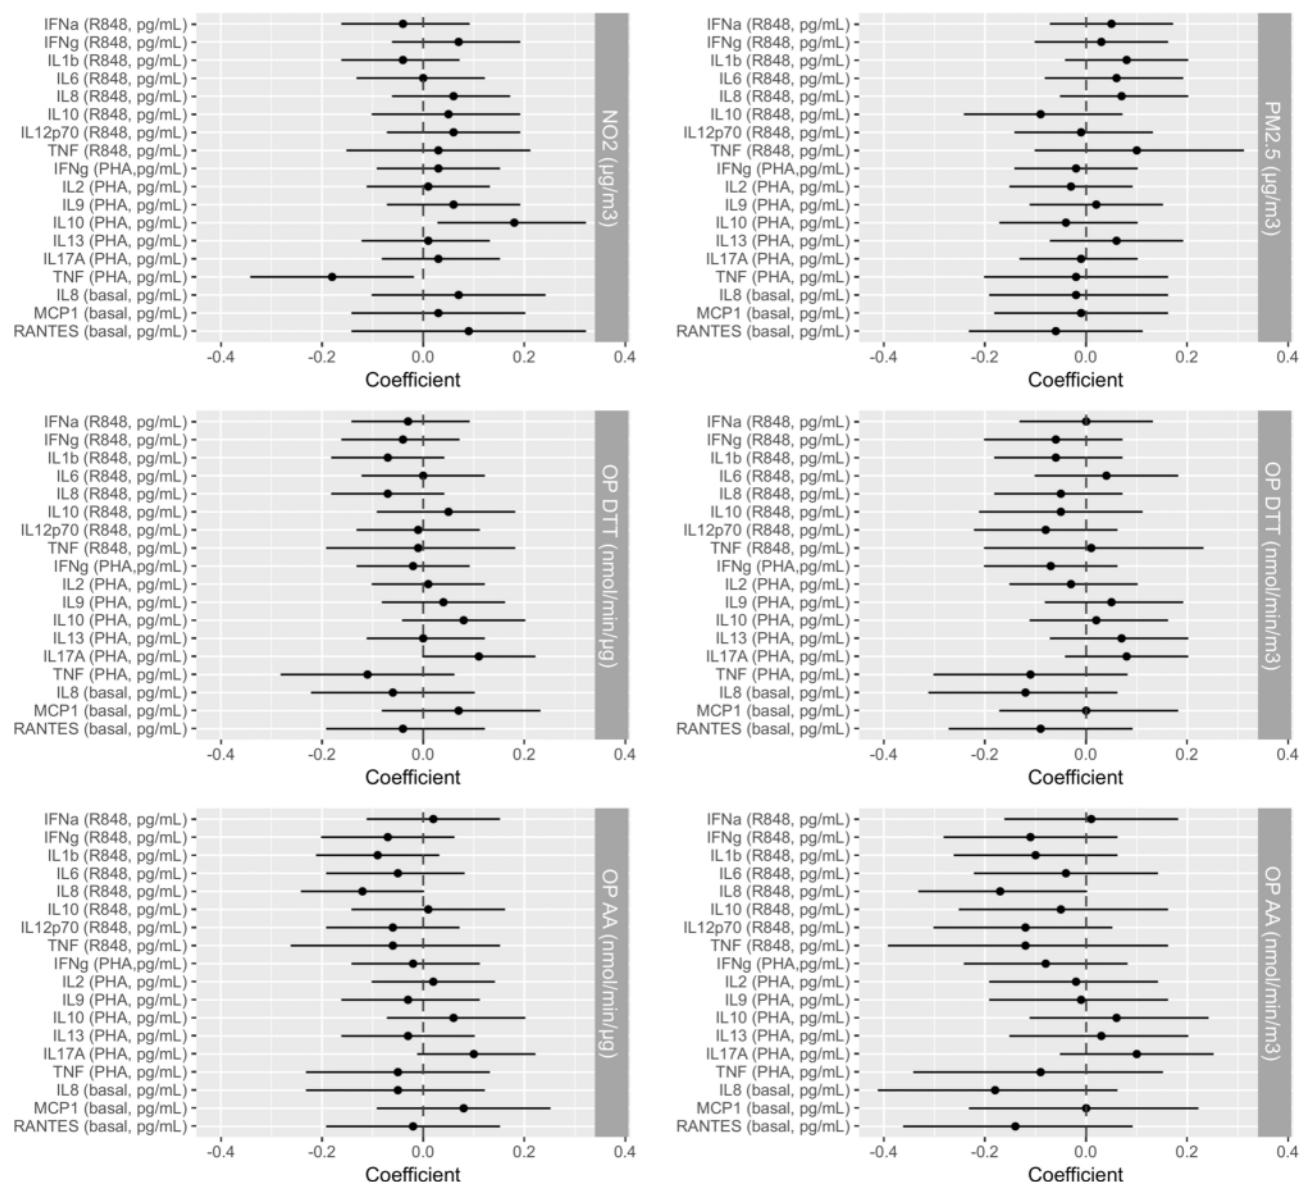 IFNa (R848, pg/mL)
IFNg (R848, pg/mL)
IL1b (R848, pg/mL)
IL6 (R848, pg/mL)
IL8 (R848, pg/mL)
IL10 (R848, pg/mL)
IL12p70 (R848, pg/mL)
TNF (R848, pg/mL)
IFNg (PHA,pg/mL)
IL2 (PHA, pg/mL)
IL9 (PHA, pg/mL)
IL10 (PHA, pg/mL)
IL13 (PHA, pg/mL)
IL17A (PHA, pg/mL)
TNF (PHA, pg/mL)
IL8 (basal, pg/mL)
MCP1 (basal, pg/mL)
RANTES (basal, pg/mL)
-0.4 -0.2 0.0 0.2 0.4
Coefficient
NO2 (µg/m3)
IFNa (R848, pg/mL)
IFNg (R848, pg/mL)
IL1b (R848, pg/mL)
IL6 (R848, pg/mL)
IL8 (R848, pg/mL)
IL10 (R848, pg/mL)
IL12p70 (R848, pg/mL)
TNF (R848, pg/mL)
IFNg (PHA,pg/mL)
IL2 (PHA, pg/mL)
IL9 (PHA, pg/mL)
IL10 (PHA, pg/mL)
IL13 (PHA, pg/mL)
IL17A (PHA, pg/mL)
TNF (PHA, pg/mL)
IL8 (basal, pg/mL)
MCP1 (basal, pg/mL)
RANTES (basal, pg/mL)
-0.4 -0.2 0.0 0.2 0.4
Coefficient
PM2.5 (µg/m3)
IFNa (R848, pg/mL)
IFNg (R848, pg/mL)
IL1b (R848, pg/mL)
IL6 (R848, pg/mL)
IL8 (R848, pg/mL)
IL10 (R848, pg/mL)
IL12p70 (R848, pg/mL)
TNF (R848, pg/mL)
IFNg (PHA,pg/mL)
IL2 (PHA, pg/mL)
IL9 (PHA, pg/mL)
IL10 (PHA, pg/mL)
IL13 (PHA, pg/mL)
IL17A (PHA, pg/mL)
TNF (PHA, pg/mL)
IL8 (basal, pg/mL)
MCP1 (basal, pg/mL)
RANTES (basal, pg/mL)
-0.4 -0.2 0.0 0.2 0.4
Coefficient
OP DTT (nmol/min/µg)
IFNa (R848, pg/mL)
IFNg (R848, pg/mL)
IL1b (R848, pg/mL)
IL6 (R848, pg/mL)
IL8 (R848, pg/mL)
IL10 (R848, pg/mL)
IL12p70 (R848, pg/mL)
TNF (R848, pg/mL)
IFNg (PHA,pg/mL)
IL2 (PHA, pg/mL)
IL9 (PHA, pg/mL)
IL10 (PHA, pg/mL)
IL13 (PHA, pg/mL)
IL17A (PHA, pg/mL)
TNF (PHA, pg/mL)
IL8 (basal, pg/mL)
MCP1 (basal, pg/mL)
RANTES (basal, pg/mL)
-0.4 -0.2 0.0 0.2 0.4
Coefficient
OP DTT (nmol/min/m3)
IFNa (R848, pg/mL)
IFNg (R848, pg/mL)
IL1b (R848, pg/mL)
IL6 (R848, pg/mL)
IL8 (R848, pg/mL)
IL10 (R848, pg/mL)
IL12p70 (R848, pg/mL)
TNF (R848, pg/mL)
IFNg (PHA,pg/mL)
IL2 (PHA, pg/mL)
IL9 (PHA, pg/mL)
IL10 (PHA, pg/mL)
IL13 (PHA, pg/mL)
IL17A (PHA, pg/mL)
TNF (PHA, pg/mL)
IL8 (basal, pg/mL)
MCP1 (basal, pg/mL)
RANTES (basal, pg/mL)
-0.4 -0.2 0.0 0.2 0.4
Coefficient
OP AA (nmol/min/µg)
IFNa (R848, pg/mL)
IFNg (R848, pg/mL)
IL1b (R848, pg/mL)
IL6 (R848, pg/mL)
IL8 (R848, pg/mL)
IL10 (R848, pg/mL)
IL12p70 (R848, pg/mL)
TNF (R848, pg/mL)
IFNg (PHA,pg/mL)
IL2 (PHA, pg/mL)
IL9 (PHA, pg/mL)
IL10 (PHA, pg/mL)
IL13 (PHA, pg/mL)
IL17A (PHA, pg/mL)
TNF (PHA, pg/mL)
IL8 (basal, pg/mL)
MCP1 (basal, pg/mL)
RANTES (basal, pg/mL)
-0.4 -0.2 0.0 0.2 0.4
Coefficient
OP AA (nmol/min/m3)